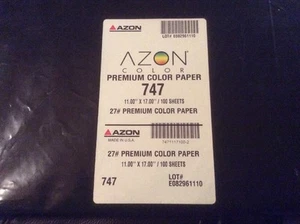 AZON
LOT# E082961110
AZON
COLOR
PREMIUM COLOR PAPER
747
11.00" X 17.00" / 100 SHEETS
27# PREMIUM COLOR PAPER
AZON
MADE IN U.S.A.
27# PREMIUM COLOR PAPER
11.00" X 17.00" / 100 SHEETS
747
LOT#
E082961110